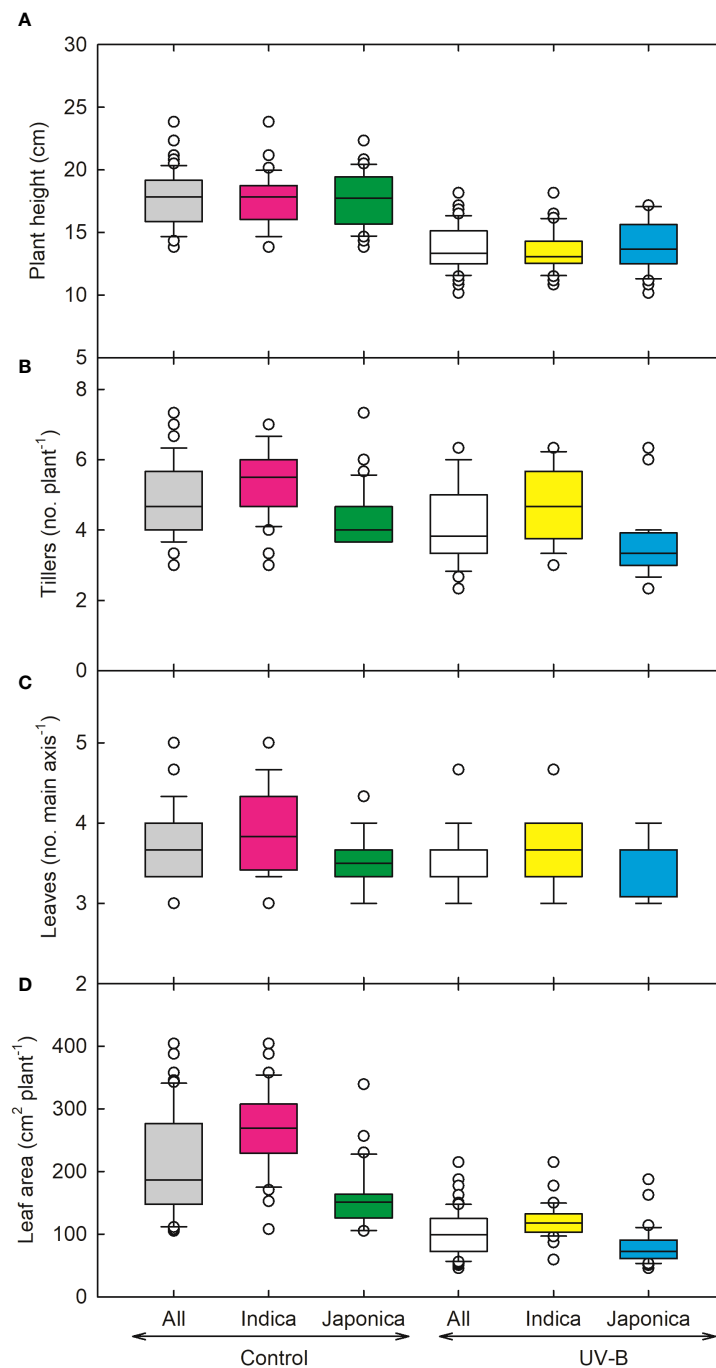 A
30
25
20
15
10
5
Plant height (cm)
B
8
6
4
2
0
Tillers (no. plant⁻¹)
C
5
4
3
2
Leaves (no. main axis⁻¹)
D
400
300
200
100
0
Leaf area (cm² plant⁻¹)
All Indica Japonica All Indica Japonica
Control UV-B